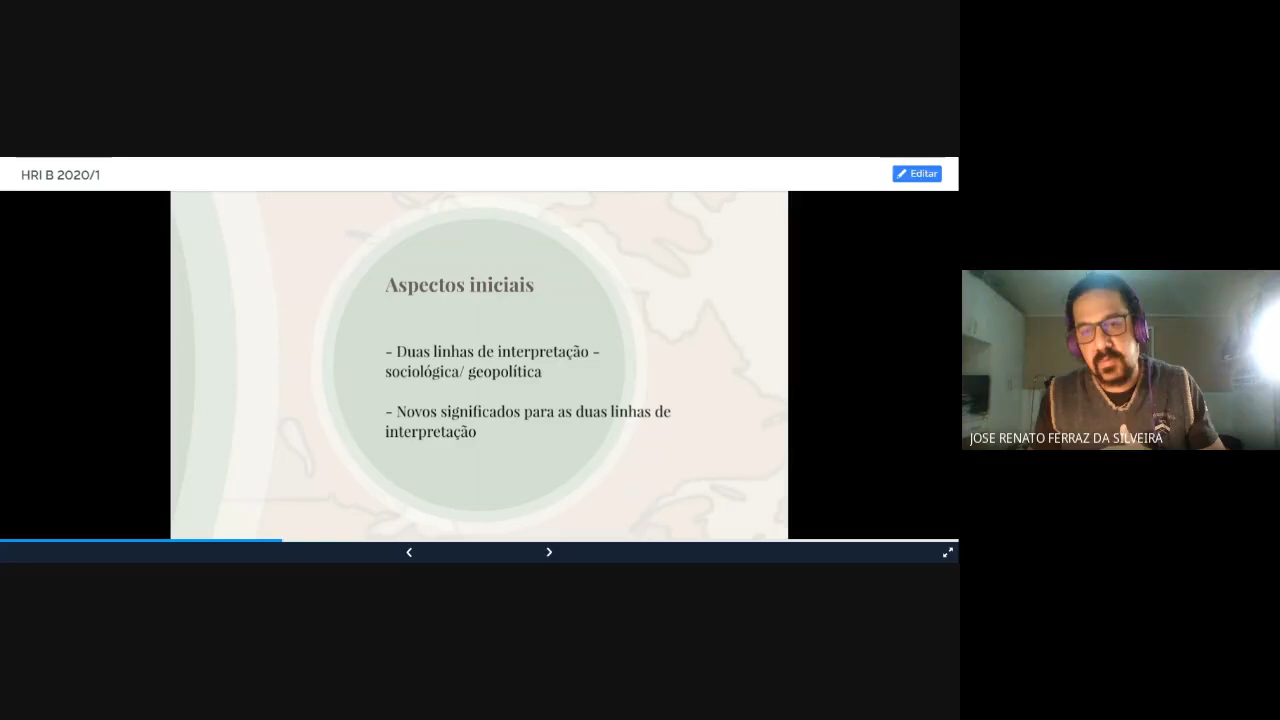 HRI B 2020/1
Editar
Aspectos iniciais
- Duas linhas de interpretação -
sociológica/ geopolítica
- Novos significados para as duas linhas de
interpretação
JOSE RENATO FERRAZ DA SILVEIRA